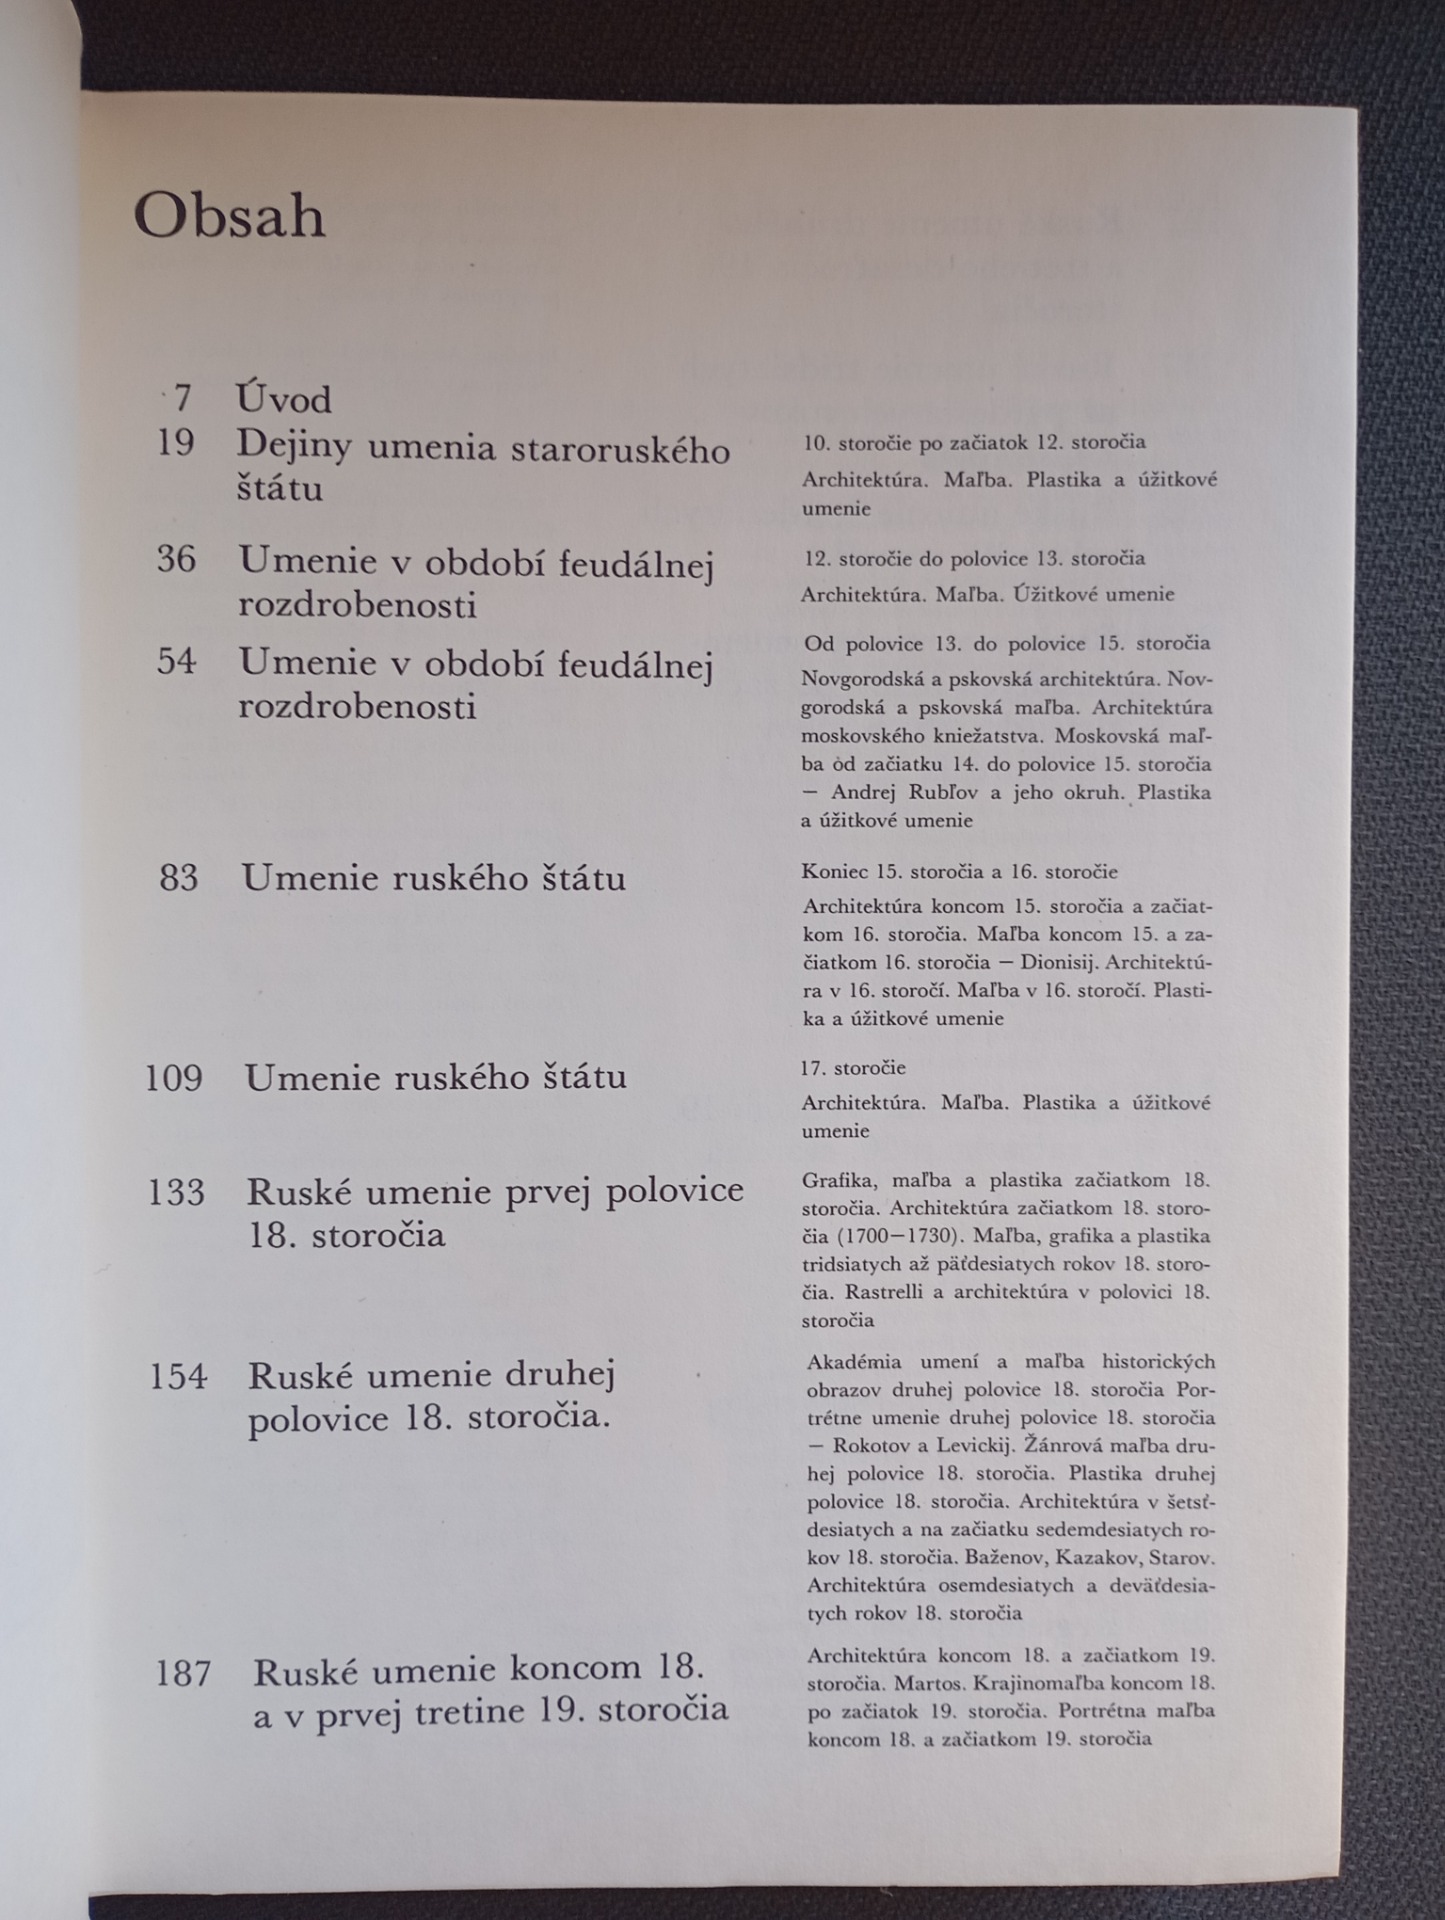 Obsah
7 Úvod
19 Dejiny umenia staroruského
štátu
10. storočie po začiatok 12. storočia
Architektúra. Maľba. Plastika a úžitkové
umenie
36 Umenie v období feudálnej
rozdrobenosti
12. storočie do polovice 13. storočia
Architektúra. Maľba. Úžitkové umenie
54 Umenie v období feudálnej
rozdrobenosti
Od polovice 13. do polovice 15. storočia
Novgorodská a pskovská architektúra. Nov-
gorodská a pskovská maľba. Architektúra
moskovského kniežatstva. Moskovská maľ-
ba od začiatku 14. do polovice 15. storočia
— Andrej Rubľov a jeho okruh. Plastika
a úžitkové umenie
83 Umenie ruského štátu
Koniec 15. storočia a 16. storočie
Architektúra koncom 15. storočia a začiat-
kom 16. storočia. Maľba koncom 15. a za-
čiatkom 16. storočia — Dionisij. Architektú-
ra v 16. storočí. Maľba v 16. storočí. Plasti-
ka a úžitkové umenie
109 Umenie ruského štátu
17. storočie
Architektúra. Maľba. Plastika a úžitkové
umenie
133 Ruské umenie prvej polovice
18. storočia
Grafika, maľba a plastika začiatkom 18.
storočia. Architektúra začiatkom 18. storo-
čia (1700—1730). Maľba, grafika a plastika
tridsiatych až päťdesiatych rokov 18. storo-
čia. Rastrelli a architektúra v polovici 18.
storočia
154 Ruské umenie druhej
polovice 18. storočia.
Akadémia umení a maľba historických
obrazov druhej polovice 18. storočia Por-
trétne umenie druhej polovice 18. storočia
— Rokotov a Levickij. Žánrová maľba dru-
hej polovice 18. storočia. Plastika druhej
polovice 18. storočia. Architektúra v šetsť-
desiatych a na začiatku sedemdesiatych ro-
kov 18. storočia. Baženov, Kazakov, Starov.
Architektúra osemdesiatych a deväťdesia-
tych rokov 18. storočia
187 Ruské umenie koncom 18.
a v prvej tretine 19. storočia
Architektúra koncom 18. a začiatkom 19.
storočia. Martos. Krajinomaľba koncom 18.
po začiatok 19. storočia. Portrétna maľba
koncom 18. a začiatkom 19. storočia